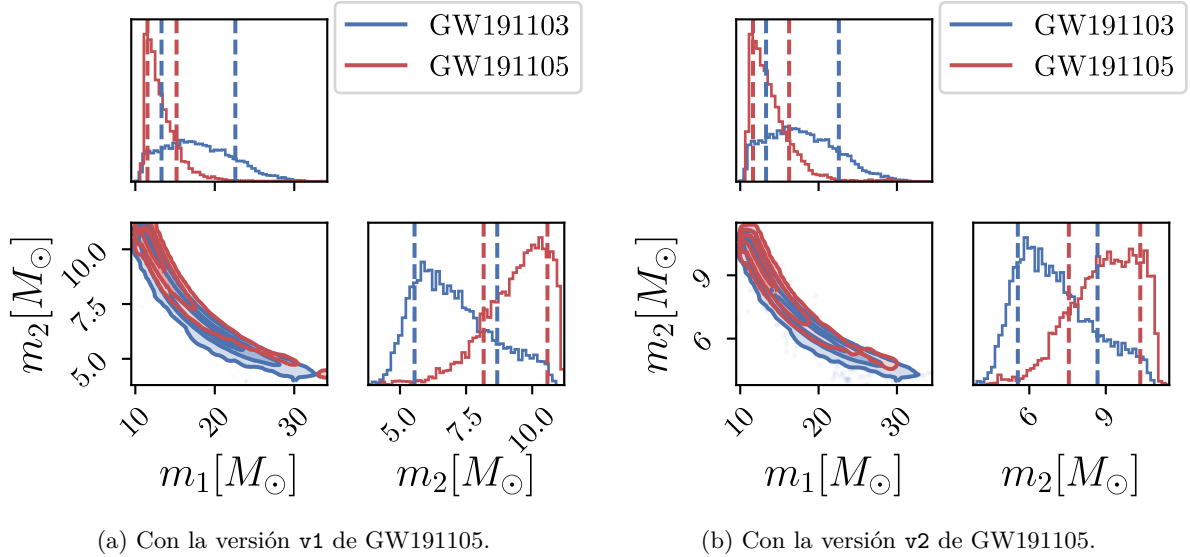 GW191103
GW191105
m₂[M⊙]
10.0
7.5
5.0
10
20
30
m₁[M⊙]
5.0
7.5
10.0
m₂[M⊙]
(a) Con la versión v1 de GW191105.
GW191103
GW191105
m₂[M⊙]
9
6
10
20
30
m₁[M⊙]
6
9
m₂[M⊙]
(b) Con la versión v2 de GW191105.